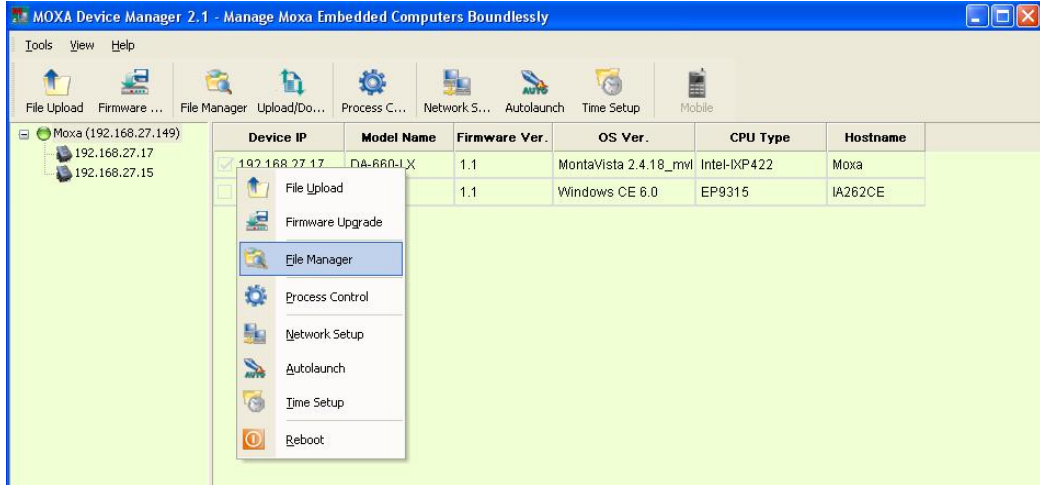 MOXA Device Manager 2.1 - Manage Moxa Embedded Computers Boundlessly
Tools View Help
File Upload Firmware ... File Manager Upload/Do... Process C... Network S... Autolaunch Time Setup Mobile
Moxa (192.168.27.149)
192.168.27.17
192.168.27.15
Device IP Model Name Firmware Ver. OS Ver. CPU Type Hostname
192.168.27.17 DA-660-LX 1.1 MontaVista 2.4.18_mvl Intel-IXP422 Moxa
1.1 Windows CE 6.0 EP9315 IA262CE
File Upload
Firmware Upgrade
File Manager
Process Control
Network Setup
Autolaunch
Time Setup
Reboot